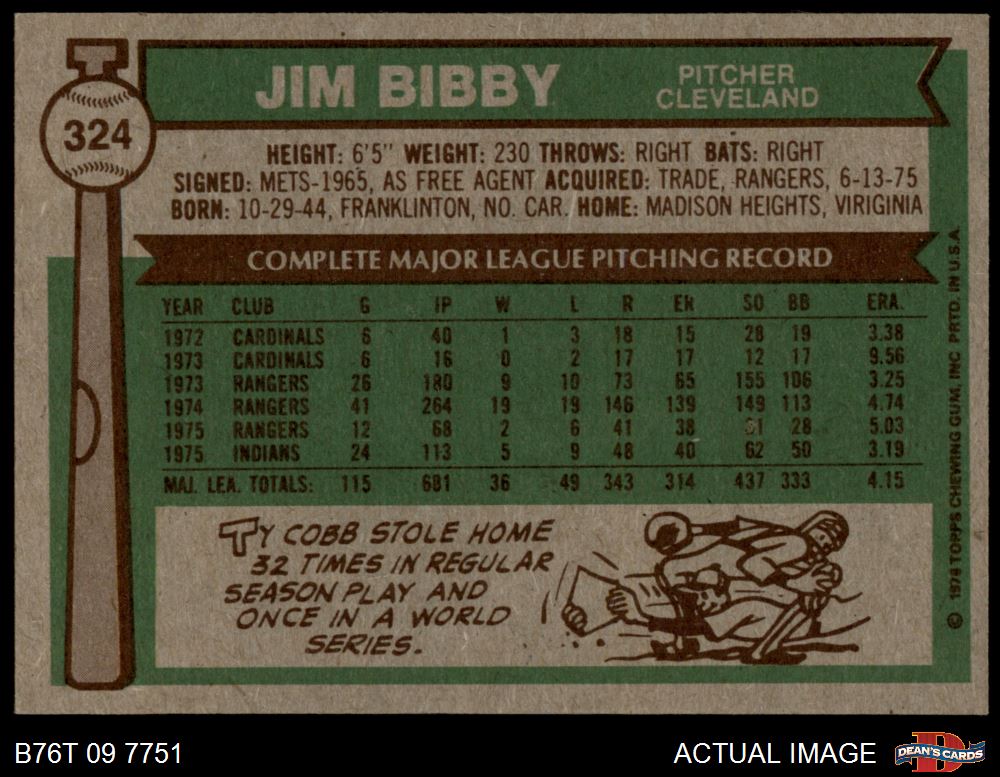 324
JIM BIBBY
PITCHER
CLEVELAND
HEIGHT: 6'5" WEIGHT: 230 THROWS: RIGHT BATS: RIGHT
SIGNED: METS-1965, AS FREE AGENT ACQUIRED: TRADE, RANGERS, 6-13-75
BORN: 10-29-44, FRANKLINTON, NO. CAR. HOME: MADISON HEIGHTS, VIRIGINIA
COMPLETE MAJOR LEAGUE PITCHING RECORD
YEAR CLUB G IP W L R ER SO BB ERA.
1972 CARDINALS 6 40 1 3 18 15 28 19 3.38
1973 CARDINALS 6 16 0 2 17 17 12 17 9.56
1973 RANGERS 26 180 9 10 73 65 155 106 3.25
1974 RANGERS 41 264 19 19 146 139 149 113 4.74
1975 RANGERS 12 68 2 6 41 38 31 28 5.03
1975 INDIANS 24 113 5 9 48 40 62 50 3.19
MAJ. LEA. TOTALS: 115 681 36 49 343 314 437 333 4.15
TY COBB STOLE HOME
32 TIMES IN REGULAR
SEASON PLAY AND
ONCE IN A WORLD
SERIES.
© 1976 TOPPS CHEWING GUM, INC PRTD. IN U.S.A.
B76T 09 7751
ACTUAL IMAGE
DEAN'S CARDS